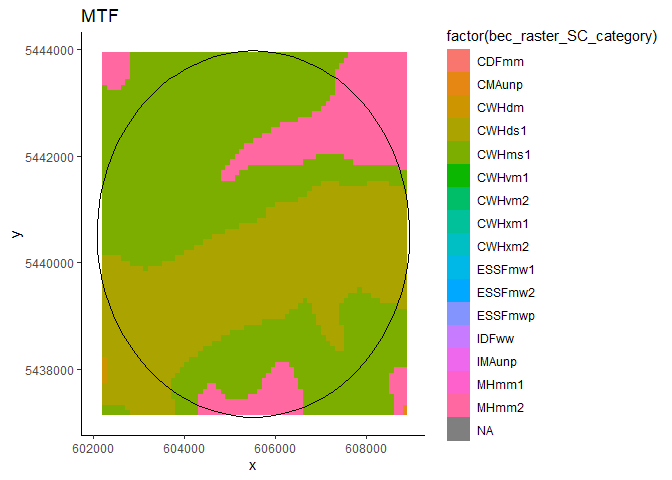 MTF
factor(bec_raster_SC_category)
CDFmm
CMAunp
CWHdm
CWHds1
CWHms1
CWHvm1
CWHvm2
CWHxm1
CWHxm2
ESSFmw1
ESSFmw2
ESSFmwp
IDFww
IMAunp
MHmm1
MHmm2
NA
5444000
5442000
5440000
5438000
y
602000 604000 606000 608000
x